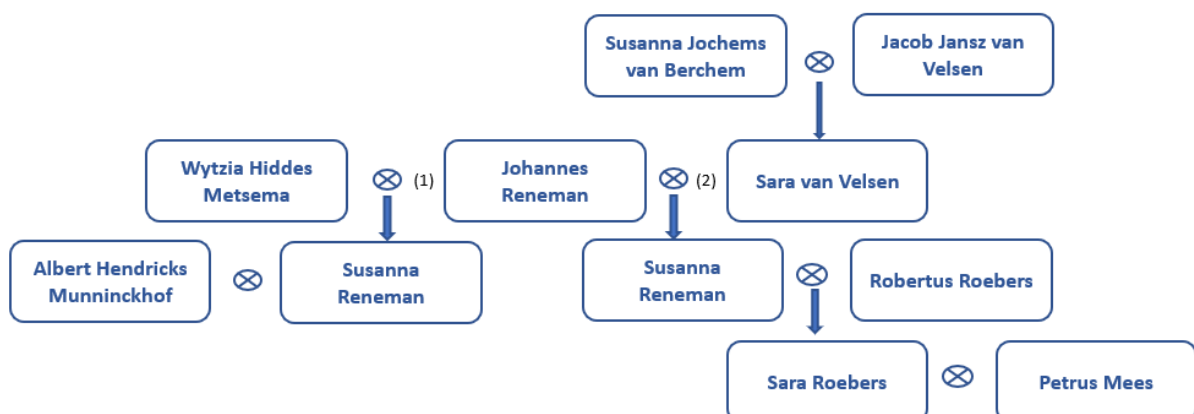 Susanna Jochems
van Berchem
Jacob Jansz van
Velsen
Wytzia Hiddes
Metsema
(1)
Johannes
Reneman
(2)
Sara van Velsen
Albert Hendricks
Munninckhof
Susanna
Reneman
Susanna
Reneman
Robertus Roebers
Sara Roebers
Petrus Mees